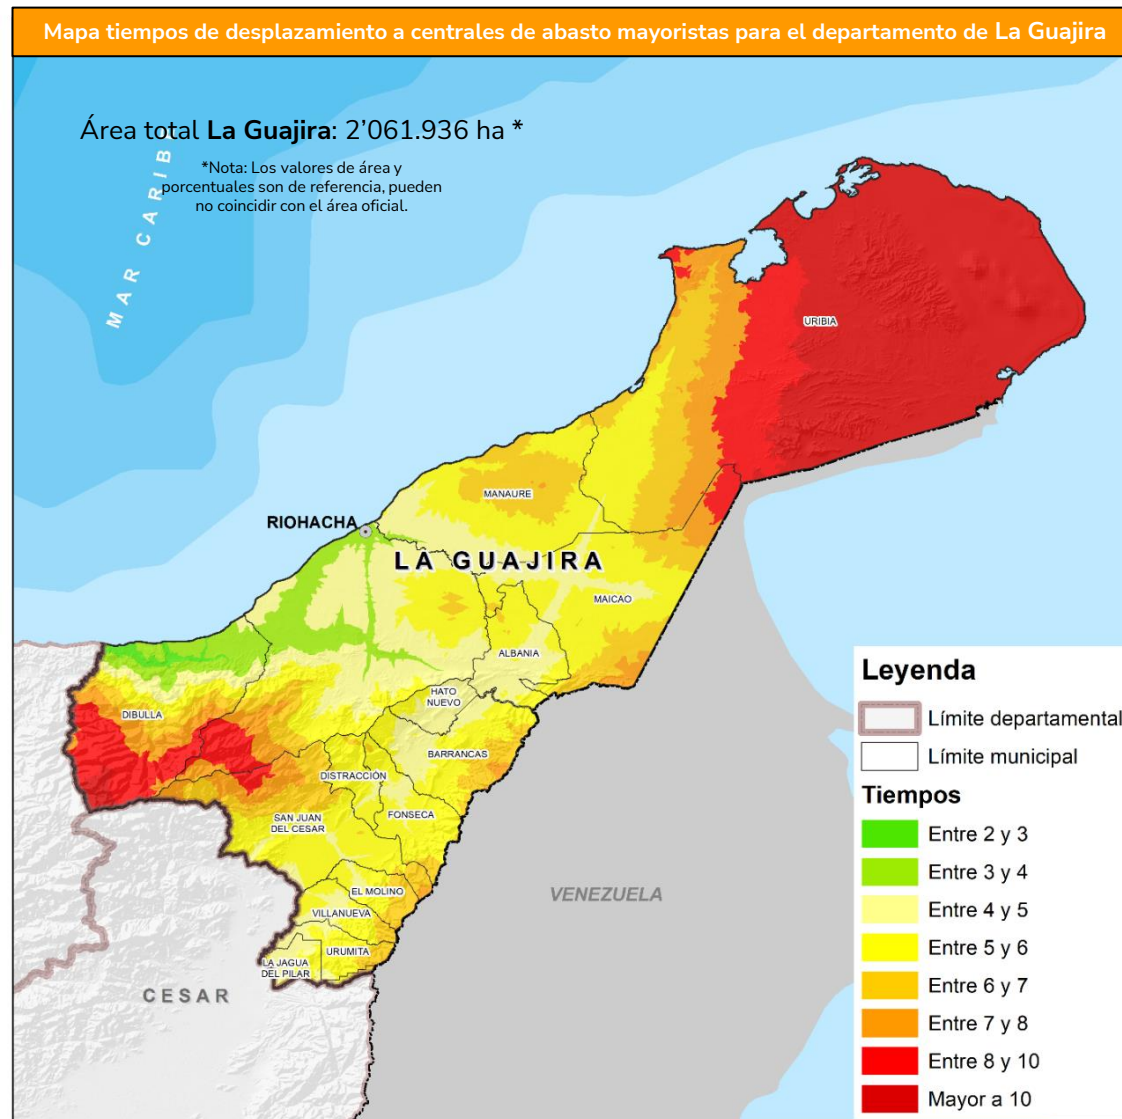 Mapa tiempos de desplazamiento a centrales de abasto mayoristas para el departamento de La Guajira
Área total La Guajira: 2’061.936 ha *
*Nota: Los valores de área y
porcentuales son de referencia, pueden
no coincidir con el área oficial.
MAR CARIBE
URIBIA
MANAURE
RIOHACHA
LA GUAJIRA
MAICAO
ALBANIA
HATO
NUEVO
DIBULLA
BARRANCAS
DISTRACCIÓN
SAN JUAN
DEL CESAR
FONSECA
EL MOLINO
VILLANUEVA
URUMITA
LA JAGUA
DEL PILAR
VENEZUELA
CESAR
Leyenda
Límite departamental
Límite municipal
Tiempos
Entre 2 y 3
Entre 3 y 4
Entre 4 y 5
Entre 5 y 6
Entre 6 y 7
Entre 7 y 8
Entre 8 y 10
Mayor a 10